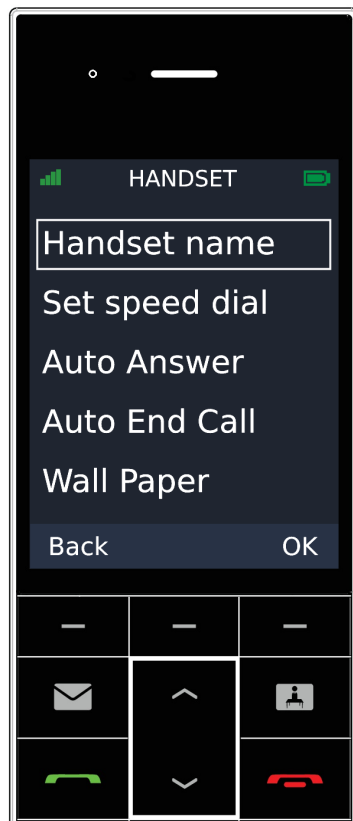 HANDSET
Handset name
Set speed dial
Auto Answer
Auto End Call
Wall Paper
Back OK